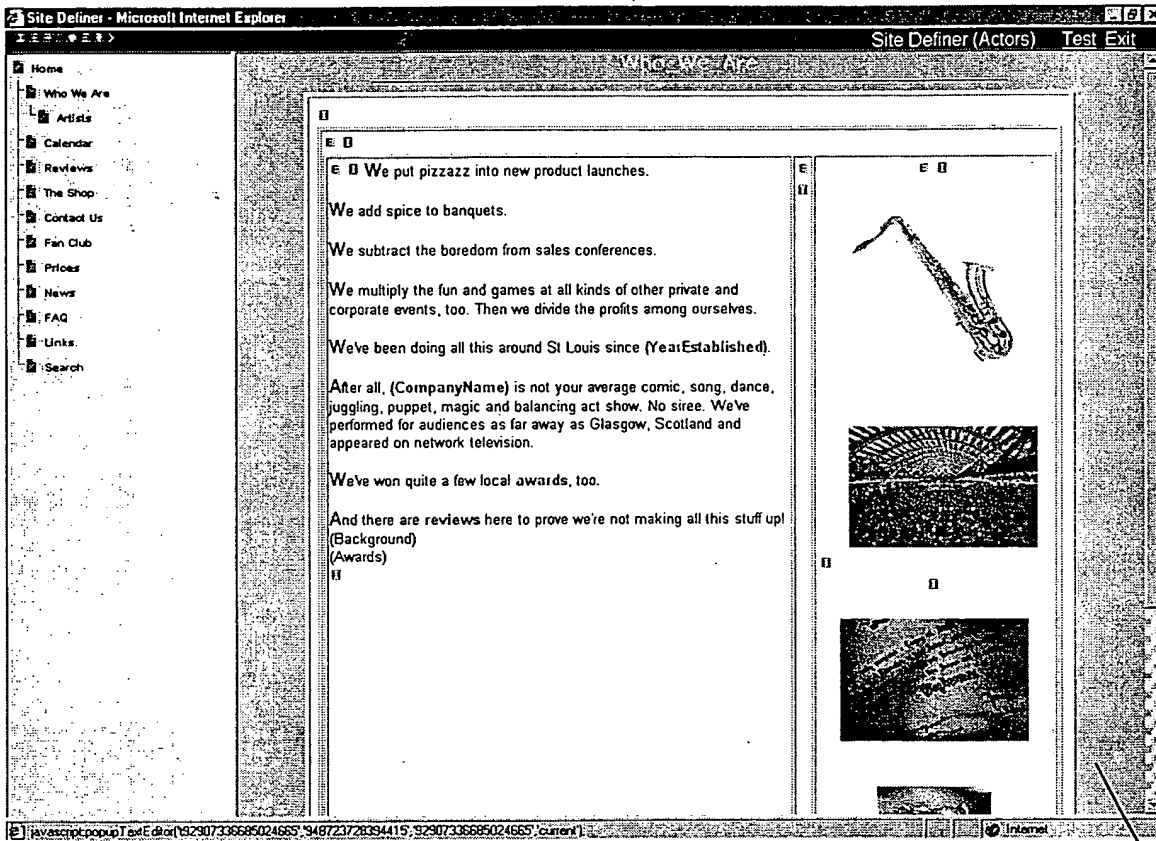 Site Definer - Microsoft Internet Explorer
Site Definer (Actors) Test Exit
Home
Who We Are
Artists
Calendar
Reviews
The Shop
Contact Us
Fan Club
Prices
News
FAQ
Links
Search
Who We Are
I
E I
E I We put pizzazz into new product launches.
We add spice to banquets.
We subtract the boredom from sales conferences.
We multiply the fun and games at all kinds of other private and
corporate events, too. Then we divide the profits among ourselves.
We've been doing all this around St Louis since (YearEstablished).
After all, (CompanyName) is not your average comic, song, dance,
juggling, puppet, magic and balancing act show. No siree. We've
performed for audiences as far away as Glasgow, Scotland and
appeared on network television.
We've won quite a few local awards, too.
And there are reviews here to prove we're not making all this stuff up!
(Background)
(Awards)
I
E
I
E I
I
I
javascript:popupTextEditor('92907336685024665','948723728394415','92907336685024665','current')
Internet